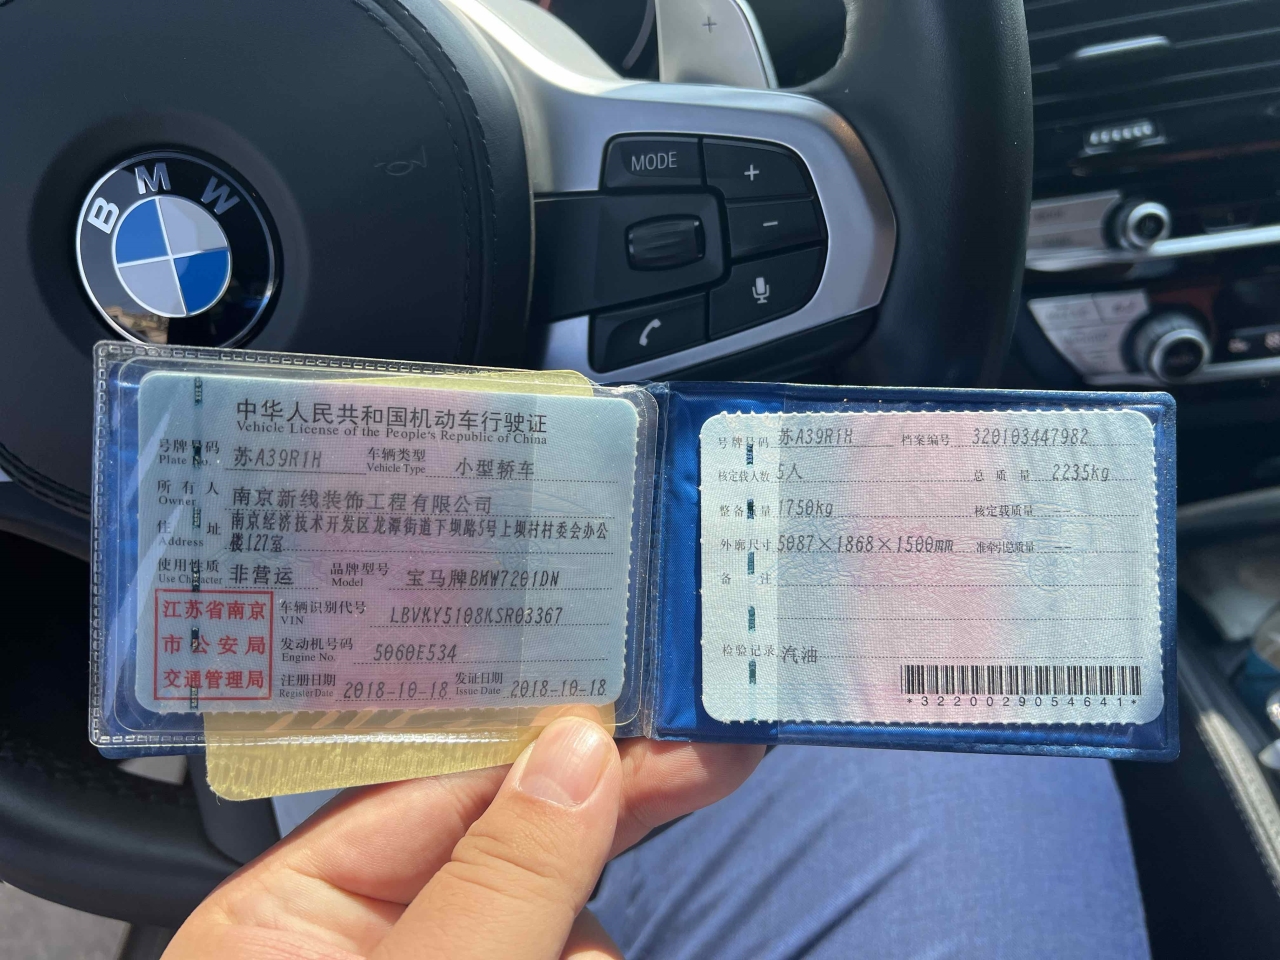 BMW
+
MODE
+
−
中华人民共和国机动车行驶证
Vehicle License of the People's Republic of China
号牌号码 苏A39R1H 车辆类型 小型轿车
Plate No. Vehicle Type
所有人 南京新线装饰工程有限公司
Owner
住址 南京经济技术开发区龙潭街道下坝路5号上坝村村委会办公
Address 楼127室
使用性质 非营运 品牌型号 宝马牌BMW7201DN
Use Character Model
江苏省南京
市公安局
交通管理局
车辆识别代号 LBVKY5108KSR03367
VIN
发动机号码 5060E534
Engine No.
注册日期 2018-10-18 发证日期 2018-10-18
Register Date Issue Date
号牌号码 苏A39R1H 档案编号 320103447982
核定载人数 5人 总质量 2235kg
整备质量 1750kg 核定载质量 --
外廓尺寸 5087×1868×1500mm 准牵引总质量 --
备注
检验记录 汽油
*3220029054641*